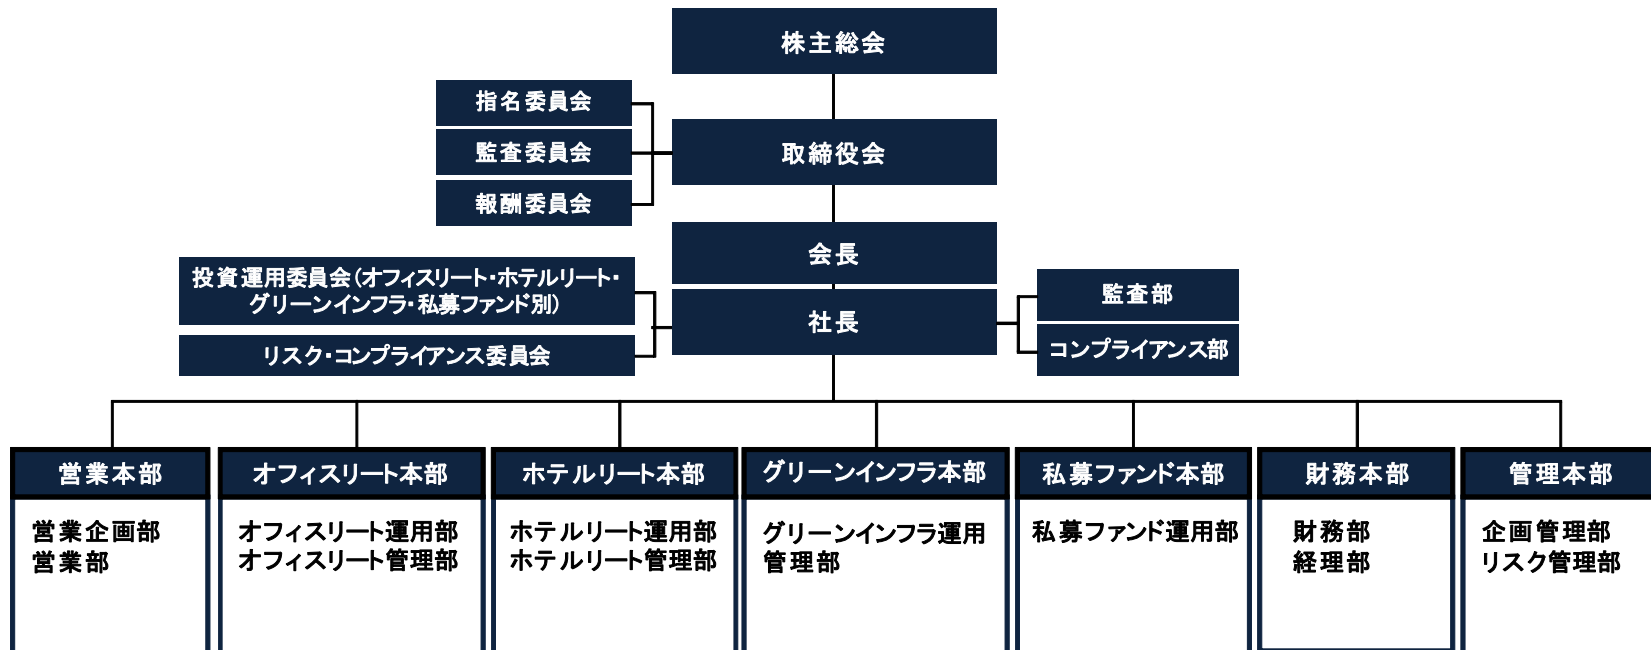 株主総会
指名委員会
監査委員会
報酬委員会
取締役会
会長
投資運用委員会(オフィスリート・ホテルリート・
グリーンインフラ・私募ファンド別)
リスク・コンプライアンス委員会
社長
監査部
コンプライアンス部
営業本部
営業企画部
営業部
オフィスリート本部
オフィスリート運用部
オフィスリート管理部
ホテルリート本部
ホテルリート運用部
ホテルリート管理部
グリーンインフラ本部
グリーンインフラ運用
管理部
私募ファンド本部
私募ファンド運用部
財務本部
財務部
経理部
管理本部
企画管理部
リスク管理部